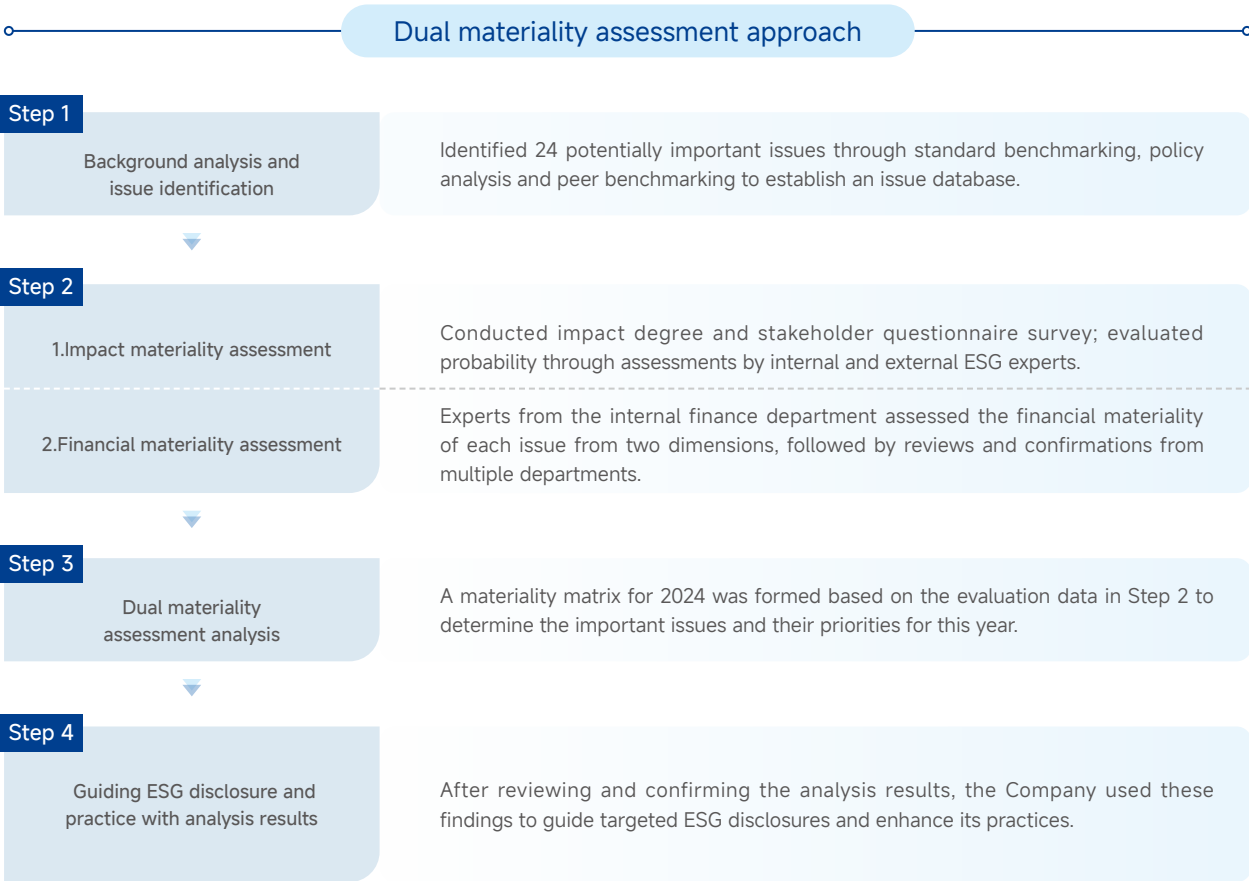 Dual materiality assessment approach
Step 1
Background analysis and
issue identification
Identified 24 potentially important issues through standard benchmarking, policy
analysis and peer benchmarking to establish an issue database.
Step 2
1.Impact materiality assessment
Conducted impact degree and stakeholder questionnaire survey; evaluated
probability through assessments by internal and external ESG experts.
2.Financial materiality assessment
Experts from the internal finance department assessed the financial materiality
of each issue from two dimensions, followed by reviews and confirmations from
multiple departments.
Step 3
Dual materiality
assessment analysis
A materiality matrix for 2024 was formed based on the evaluation data in Step 2 to
determine the important issues and their priorities for this year.
Step 4
Guiding ESG disclosure and
practice with analysis results
After reviewing and confirming the analysis results, the Company used these
findings to guide targeted ESG disclosures and enhance its practices.